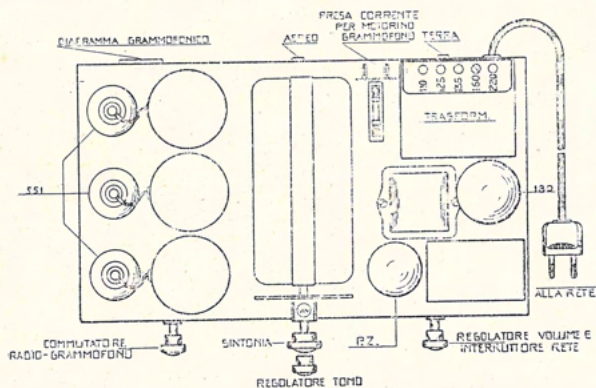 PRESA CORRENTE
PER MOTORINO
GRAMMOFONO
DIAFRAMMA GRAMMOFONICO
AEREO
TERRA
110
125
135
160
220
TRASFORM.
551
132
ALLA RETE
COMMUTATORE
RADIO-GRAMMOFONO
SINTONIA
P.Z.
REGOLATORE VOLUME E
INTERRUTTORE RETE
REGOLATORE TONO